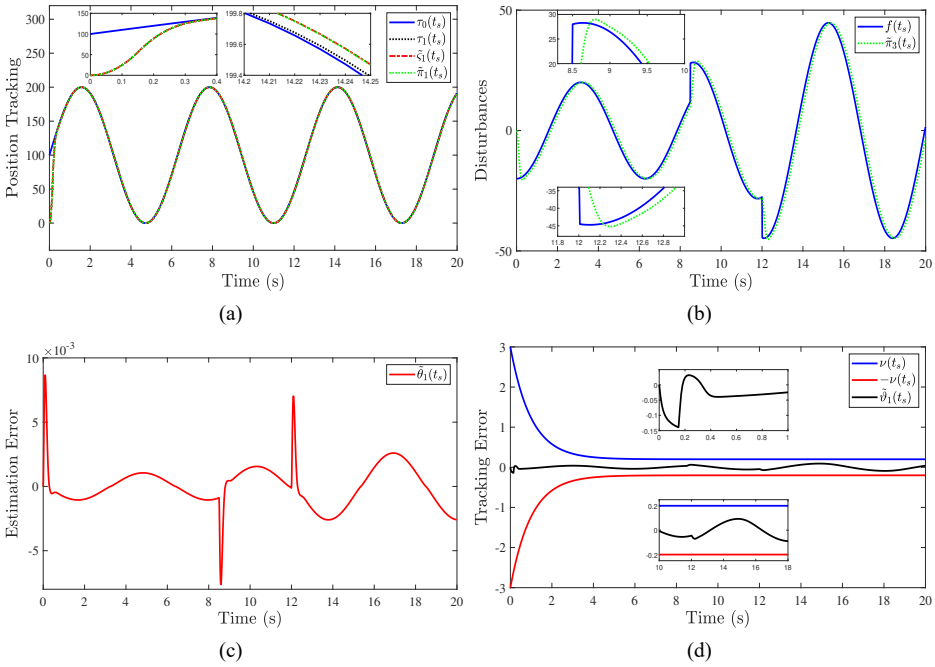 300
250
200
150
100
50
0
Position Tracking
0 2 4 6 8 10 12 14 16 18 20
Time (s)
150
100
50
0
0 0.1 0.2 0.3 0.4
199.8
199.6
199.4
14.2 14.21 14.22 14.23 14.24 14.25
τ₀(tₛ)
τ₁(tₛ)
ς̃₁(tₛ)
π̃₁(tₛ)
(a)
50
0
-50
Disturbances
0 2 4 6 8 10 12 14 16 18 20
Time (s)
30
28
26
24
22
20
8.5 9 9.5 10
-35
-40
-45
11.8 12 12.2 12.4 12.6 12.8
f(tₛ)
π̃₃(tₛ)
(b)
×10⁻³
10
5
0
-5
Estimation Error
0 2 4 6 8 10 12 14 16 18 20
Time (s)
θ̃₁(tₛ)
(c)
3
2
1
0
-1
-2
-3
Tracking Error
0 2 4 6 8 10 12 14 16 18 20
Time (s)
0
-0.05
-0.1
-0.15
0 0.2 0.4 0.6 0.8 1
0.2
0
-0.2
10 12 14 16 18
ν(tₛ)
−ν(tₛ)
ϑ̃₁(tₛ)
(d)